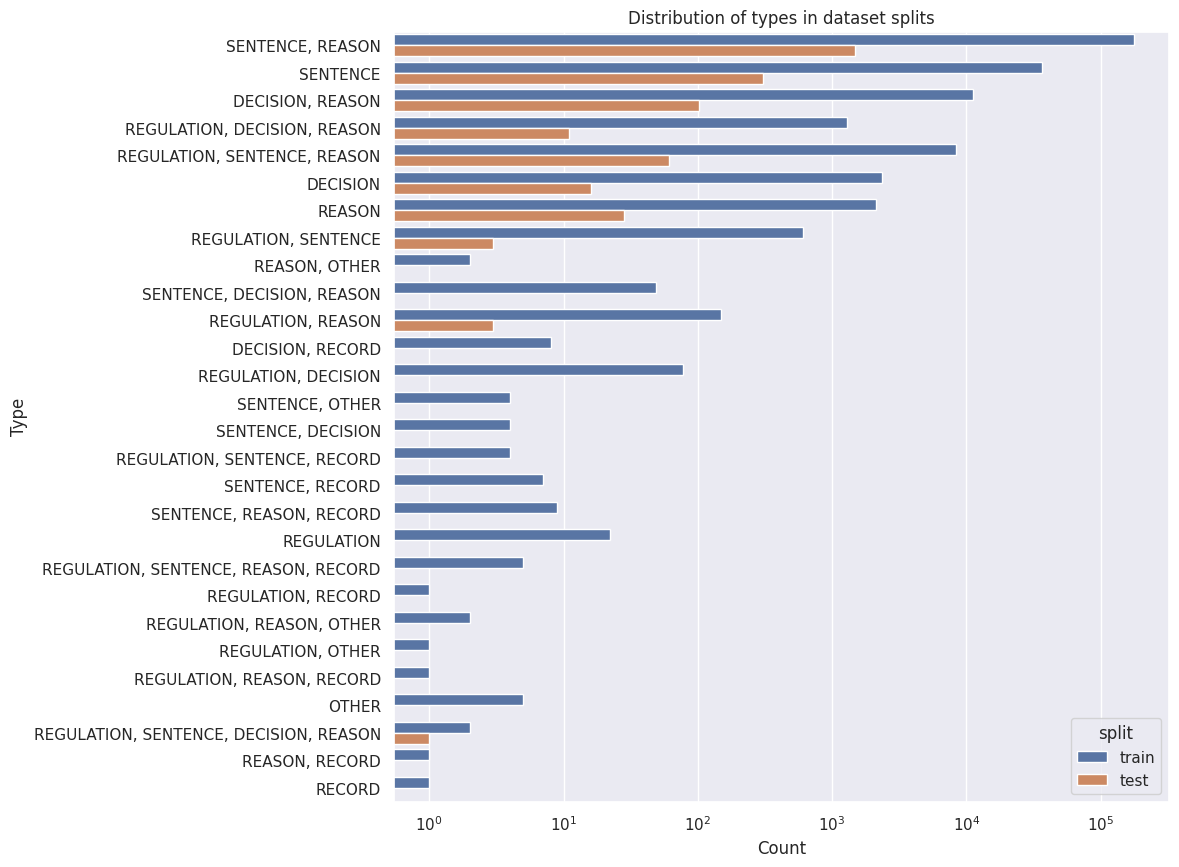 Distribution of types in dataset splits
Type
SENTENCE, REASON
SENTENCE
DECISION, REASON
REGULATION, DECISION, REASON
REGULATION, SENTENCE, REASON
DECISION
REASON
REGULATION, SENTENCE
REASON, OTHER
SENTENCE, DECISION, REASON
REGULATION, REASON
DECISION, RECORD
REGULATION, DECISION
SENTENCE, OTHER
SENTENCE, DECISION
REGULATION, SENTENCE, RECORD
SENTENCE, RECORD
SENTENCE, REASON, RECORD
REGULATION
REGULATION, SENTENCE, REASON, RECORD
REGULATION, RECORD
REGULATION, REASON, OTHER
REGULATION, OTHER
REGULATION, REASON, RECORD
OTHER
REGULATION, SENTENCE, DECISION, REASON
REASON, RECORD
RECORD
split
train
test
10⁰ 10¹ 10² 10³ 10⁴ 10⁵
Count